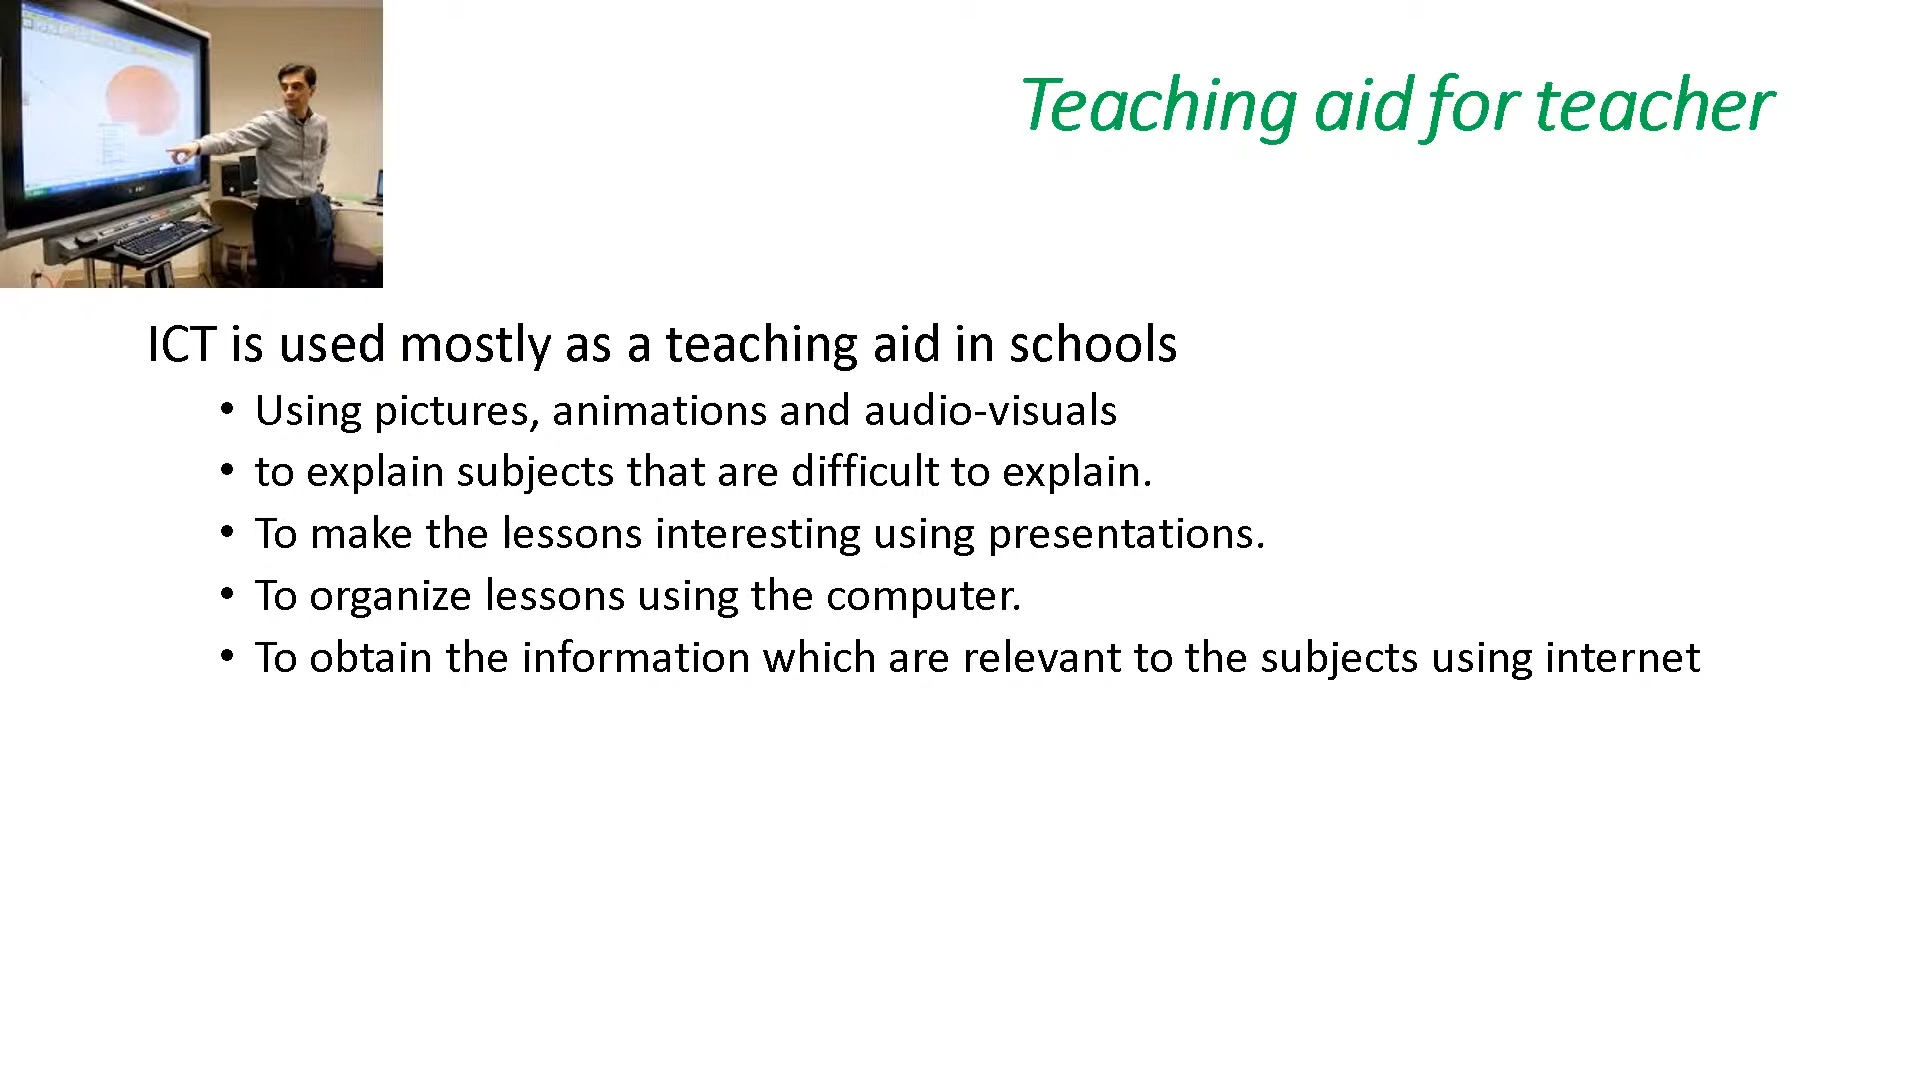 Teaching aid for teacher
ICT is used mostly as a teaching aid in schools
• Using pictures, animations and audio-visuals
• to explain subjects that are difficult to explain.
• To make the lessons interesting using presentations.
• To organize lessons using the computer.
• To obtain the information which are relevant to the subjects using internet